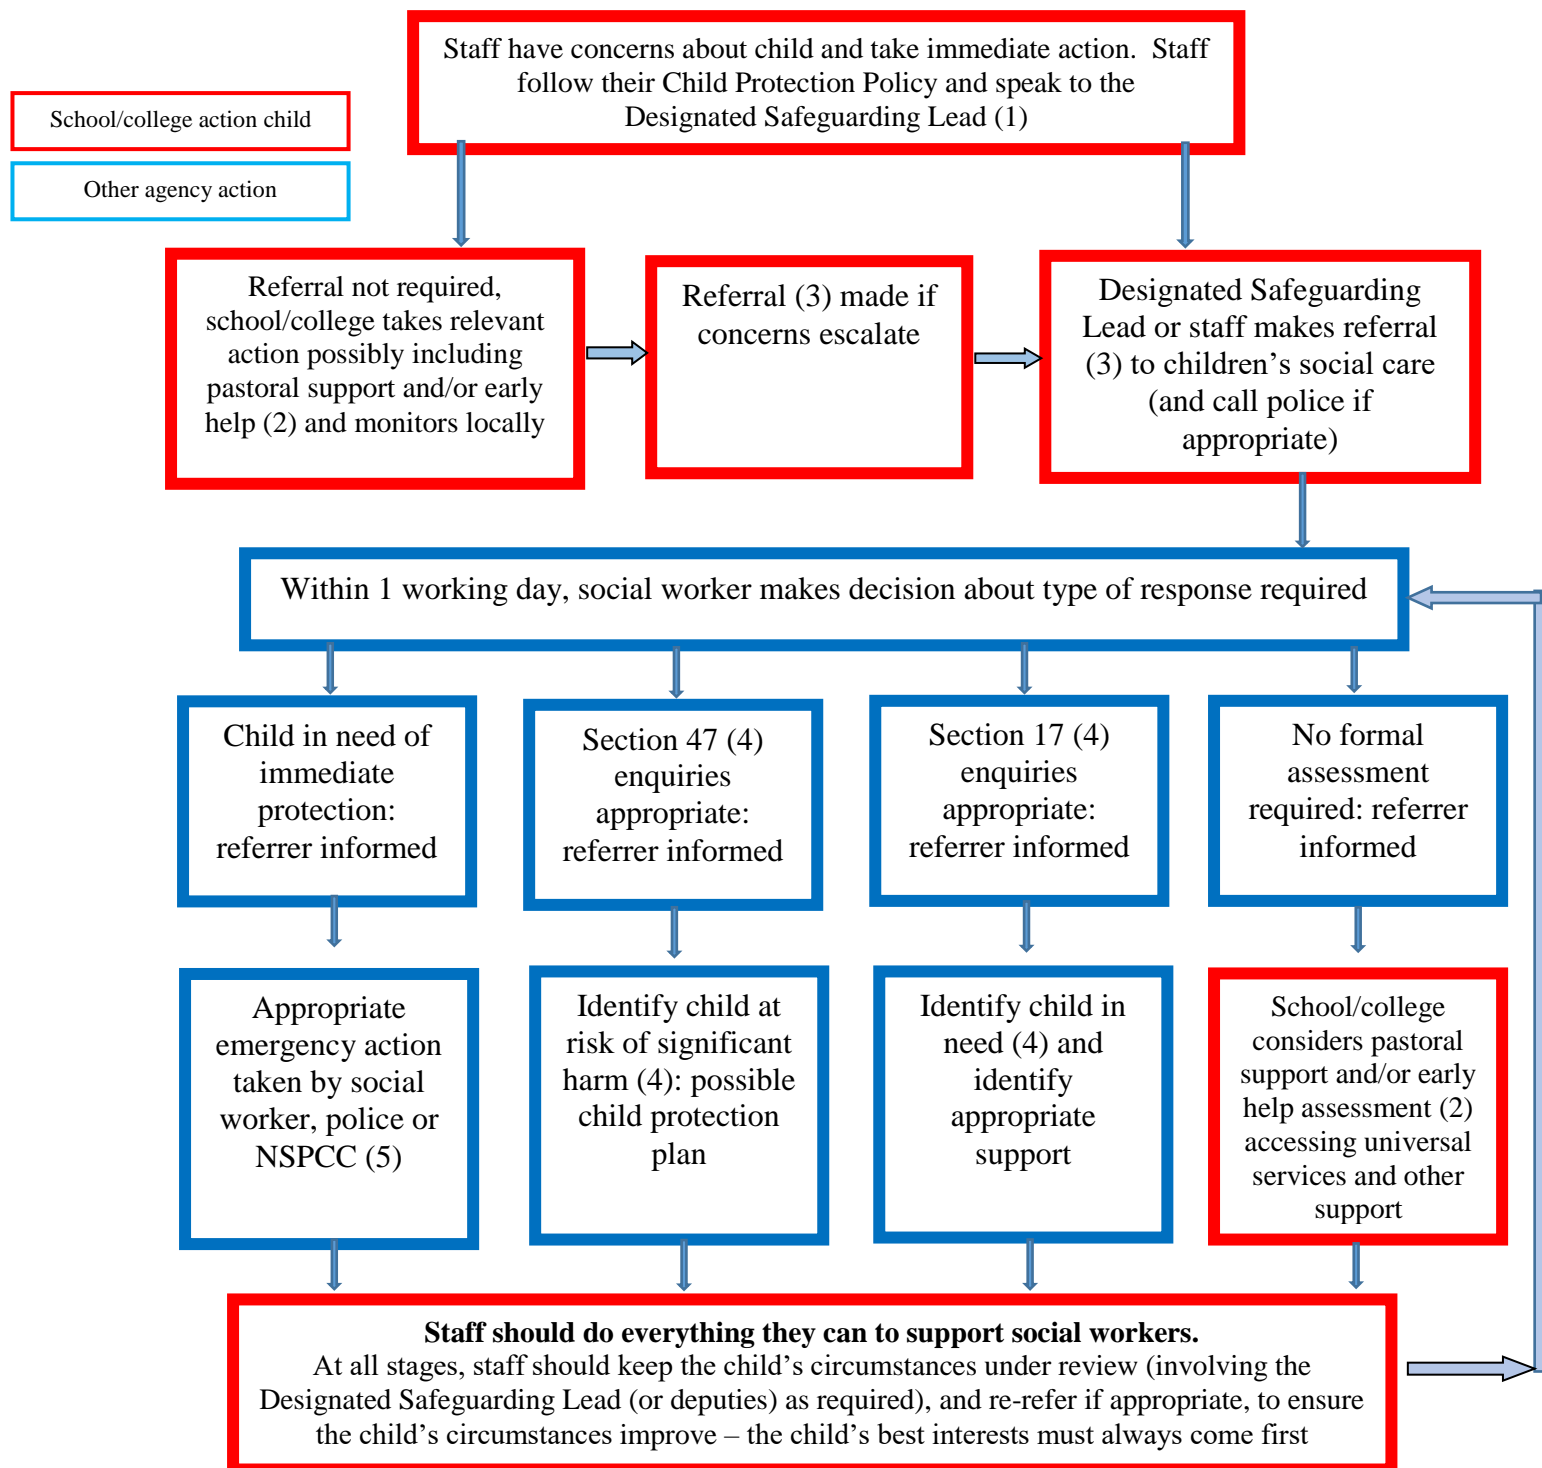 Staff have concerns about child and take immediate action.  Staff
follow their Child Protection Policy and speak to the
Designated Safeguarding Lead (1)
School/college action child
Other agency action
Referral not required,
school/college takes relevant
action possibly including
pastoral support and/or early
help (2) and monitors locally
Referral (3) made if
concerns escalate
Designated Safeguarding
Lead or staff makes referral
(3) to children’s social care
(and call police if
appropriate)
Within 1 working day, social worker makes decision about type of response required
Child in need of
immediate
protection:
referrer informed
Section 47 (4)
enquiries
appropriate:
referrer informed
Section 17 (4)
enquiries
appropriate:
referrer informed
No formal
assessment
required: referrer
informed
Appropriate
emergency action
taken by social
worker, police or
NSPCC (5)
Identify child at
risk of significant
harm (4): possible
child protection
plan
Identify child in
need (4) and
identify
appropriate
support
School/college
considers pastoral
support and/or early
help assessment (2)
accessing universal
services and other
support
Staff should do everything they can to support social workers.
At all stages, staff should keep the child’s circumstances under review (involving the
Designated Safeguarding Lead (or deputies) as required), and re-refer if appropriate, to ensure
the child’s circumstances improve – the child’s best interests must always come first